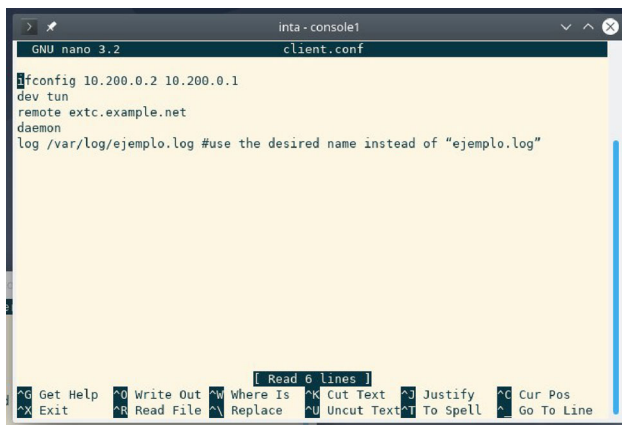 inta - console1
GNU nano 3.2 client.conf
ifconfig 10.200.0.2 10.200.0.1
dev tun
remote extc.example.net
daemon
log /var/log/ejemplo.log #use the desired name instead of “ejemplo.log”
[ Read 6 lines ]
^G Get Help ^O Write Out ^W Where Is ^K Cut Text ^J Justify ^C Cur Pos
^X Exit ^R Read File ^\ Replace ^U Uncut Text ^T To Spell ^_ Go To Line